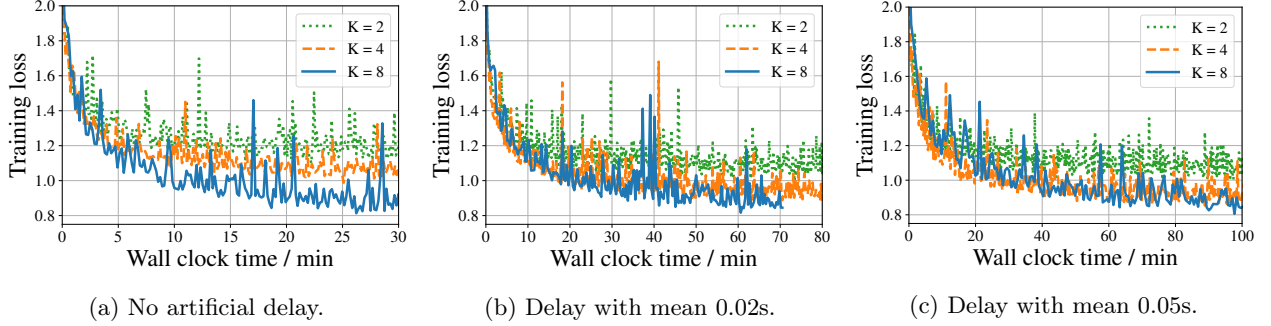 2.0
1.8
1.6
1.4
1.2
1.0
0.8
Training loss
K = 2
K = 4
K = 8
0 5 10 15 20 25 30
Wall clock time / min
(a) No artificial delay.
2.0
1.8
1.6
1.4
1.2
1.0
0.8
Training loss
K = 2
K = 4
K = 8
0 10 20 30 40 50 60 70 80
Wall clock time / min
(b) Delay with mean 0.02s.
2.0
1.8
1.6
1.4
1.2
1.0
0.8
Training loss
K = 2
K = 4
K = 8
0 20 40 60 80 100
Wall clock time / min
(c) Delay with mean 0.05s.